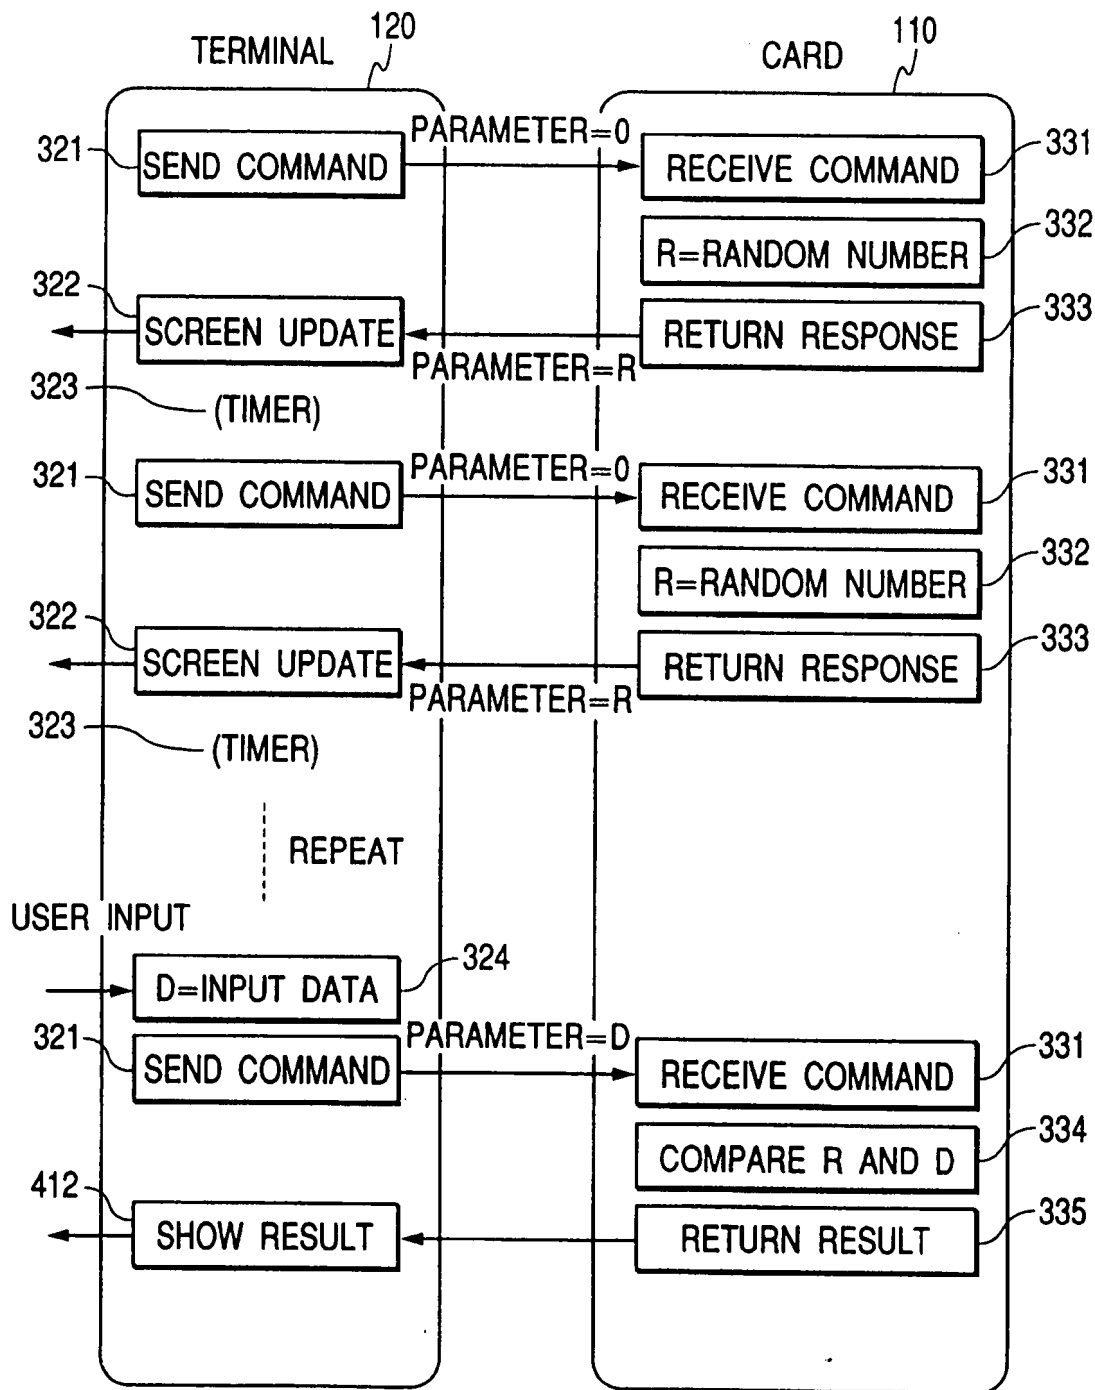 TERMINAL
120
CARD
110
PARAMETER=0
321
SEND COMMAND
RECEIVE COMMAND
331
R=RANDOM NUMBER
332
322
SCREEN UPDATE
RETURN RESPONSE
333
PARAMETER=R
323
(TIMER)
PARAMETER=0
321
SEND COMMAND
RECEIVE COMMAND
331
R=RANDOM NUMBER
332
322
SCREEN UPDATE
RETURN RESPONSE
333
PARAMETER=R
323
(TIMER)
REPEAT
USER INPUT
D=INPUT DATA
324
PARAMETER=D
321
SEND COMMAND
RECEIVE COMMAND
331
COMPARE R AND D
334
412
SHOW RESULT
RETURN RESULT
335